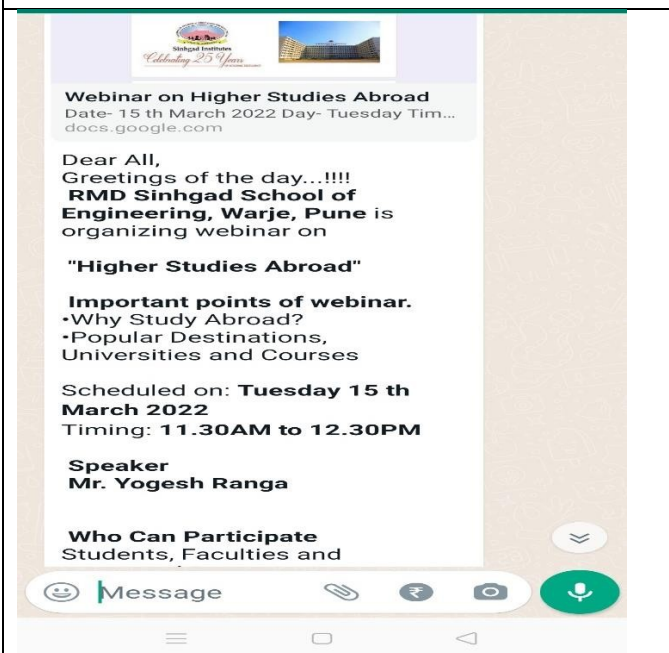 Sinhgad Institutes
Celebrating 25 Years
Webinar on Higher Studies Abroad
Date- 15 th March 2022 Day- Tuesday Tim...
docs.google.com
Dear All,
Greetings of the day...!!!!
RMD Sinhgad School of
Engineering, Warje, Pune is
organizing webinar on
"Higher Studies Abroad"
Important points of webinar.
•Why Study Abroad?
•Popular Destinations,
Universities and Courses
Scheduled on: Tuesday 15 th
March 2022
Timing: 11.30AM to 12.30PM
Speaker
Mr. Yogesh Ranga
Who Can Participate
Students, Faculties and
Message